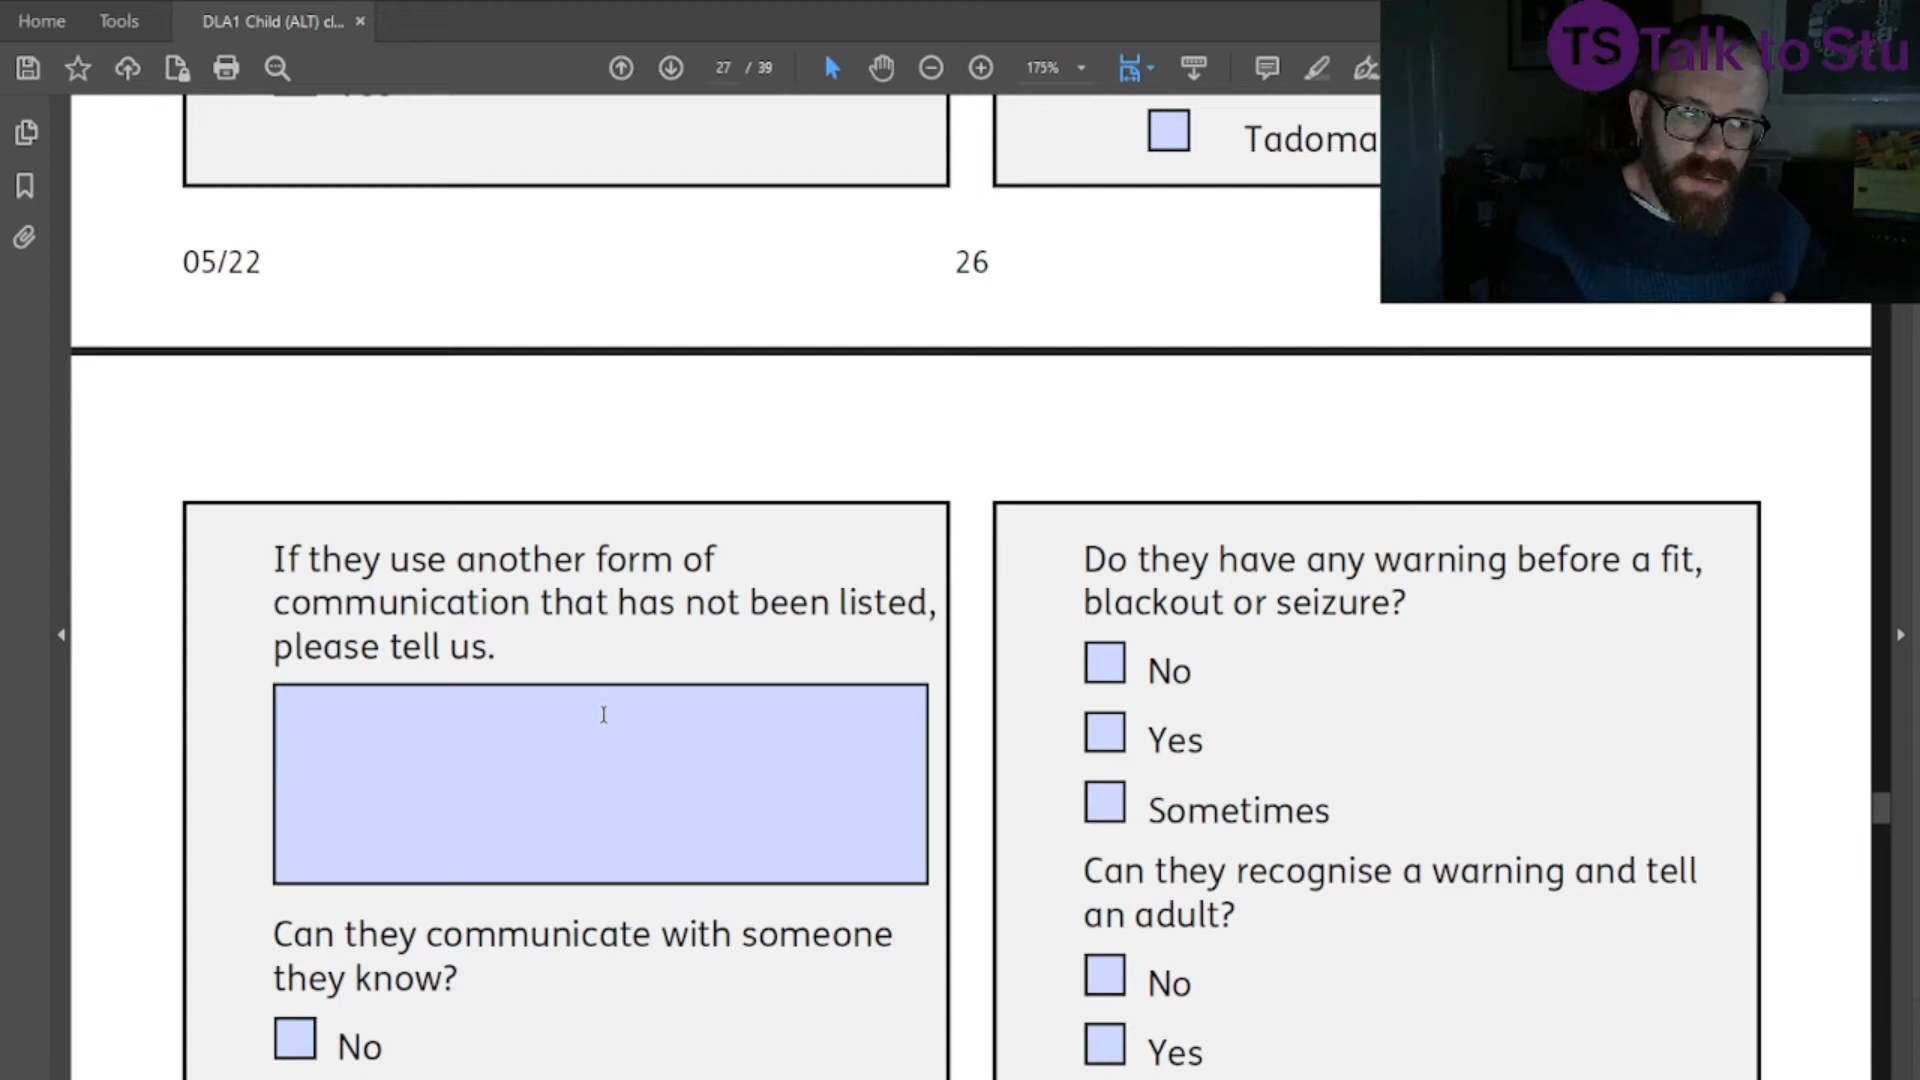 Home
Tools
DLA1 Child (ALT) cl...
27 / 39
175%
TS Talk to Stu
Tadoma
05/22
26
If they use another form of
communication that has not been listed,
please tell us.
Can they communicate with someone
they know?
No
Do they have any warning before a fit,
blackout or seizure?
No
Yes
Sometimes
Can they recognise a warning and tell
an adult?
No
Yes